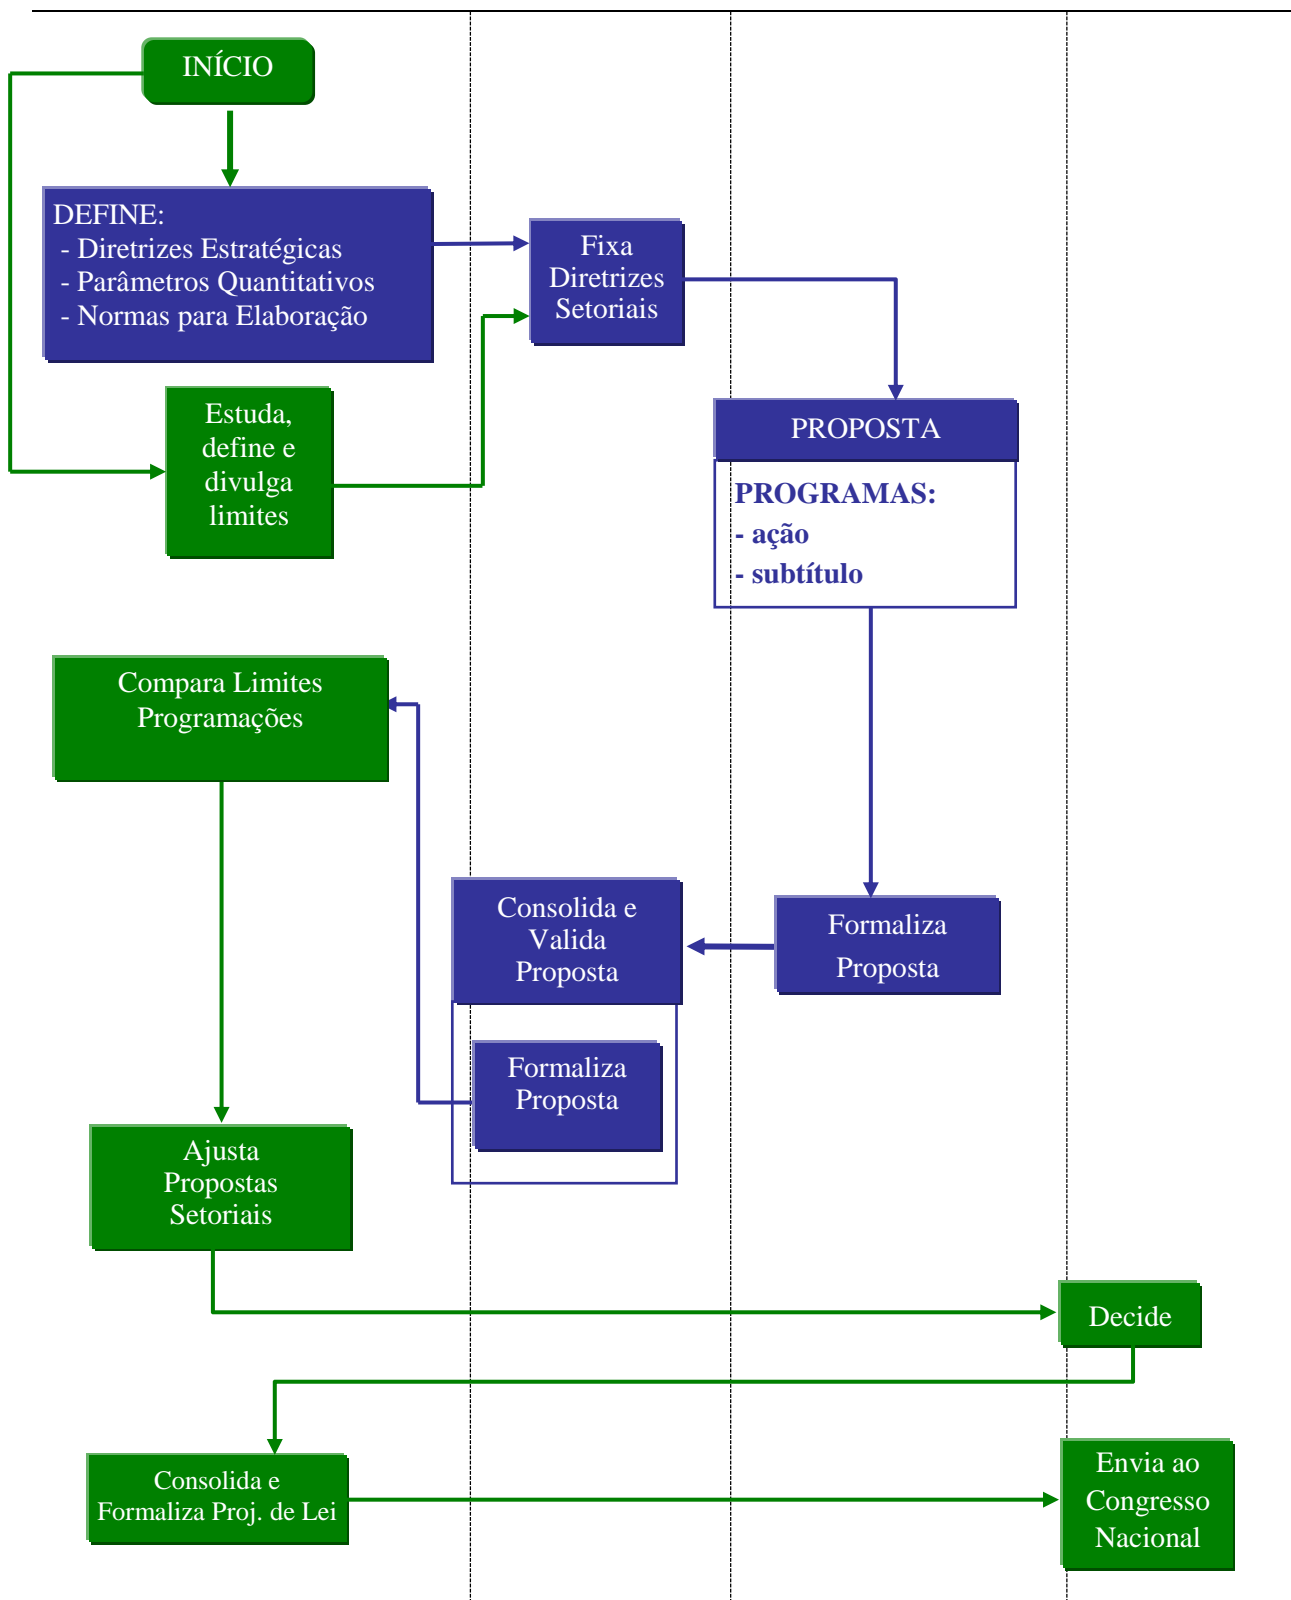 INÍCIO
DEFINE:
- Diretrizes Estratégicas
- Parâmetros Quantitativos
- Normas para Elaboração
Fixa
Diretrizes
Setoriais
Estuda,
define e
divulga
limites
PROPOSTA
PROGRAMAS:
- ação
- subtítulo
Compara Limites
Programações
Consolida e
Valida
Proposta
Formaliza
Proposta
Formaliza
Proposta
Ajusta
Propostas
Setoriais
Decide
Consolida e
Formaliza Proj. de Lei
Envia ao
Congresso
Nacional